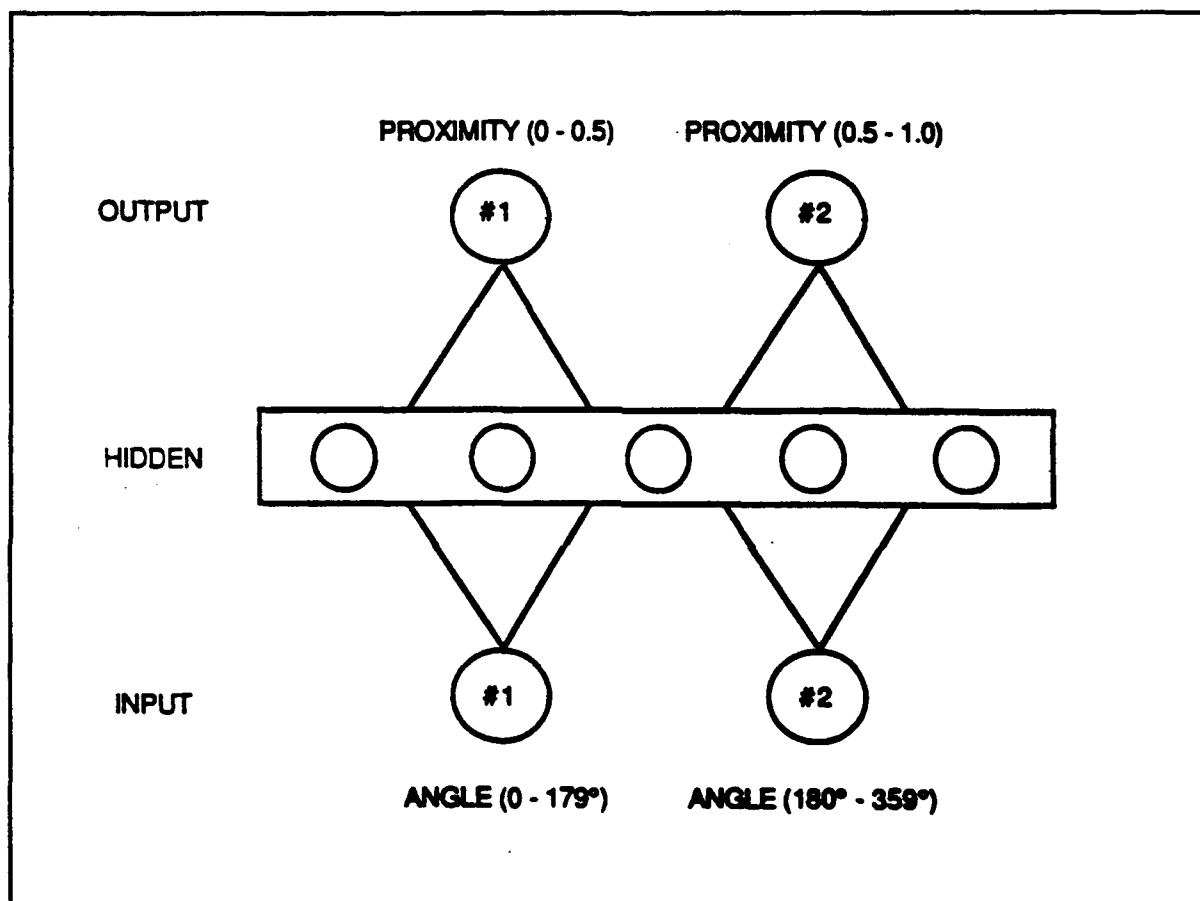 PROXIMITY (0 - 0.5) PROXIMITY (0.5 - 1.0)
OUTPUT #1 #2
HIDDEN
INPUT #1 #2
ANGLE (0 - 179°) ANGLE (180° - 359°)